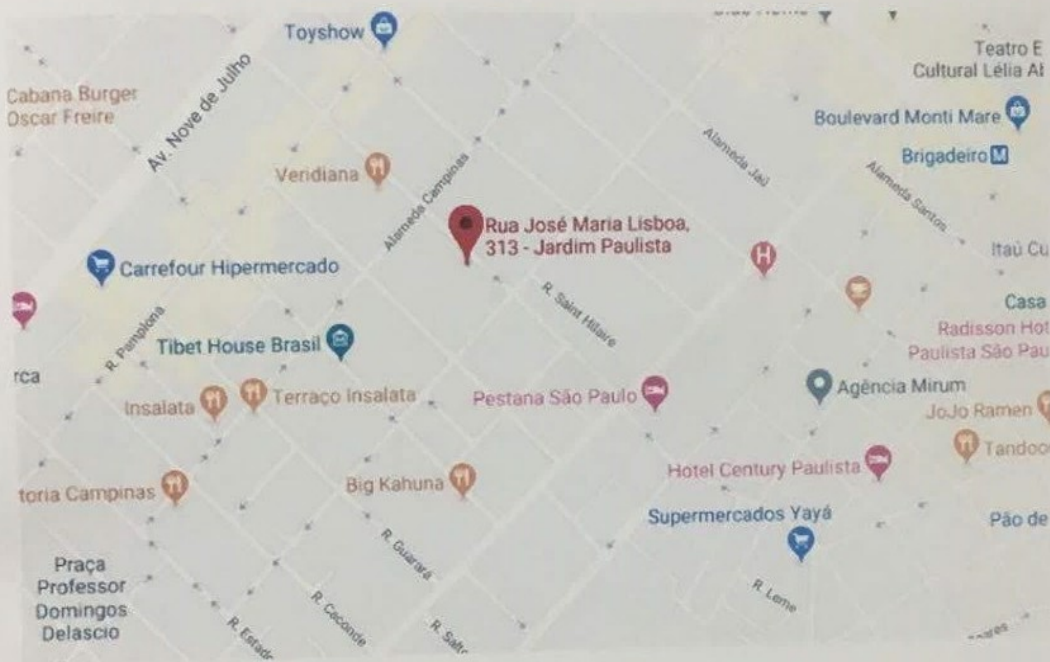 Toyshow
Teatro E
Cultural Lélia Al
Cabana Burger
Oscar Freire
Av. Nove de Julho
Boulevard Monti Mare
Alameda Jaú
Brigadeiro M
Veridiana
Alameda Campinas
Alameda Santos
Rua José Maria Lisboa,
313 - Jardim Paulista
Itaú Cu
H
Carrefour Hipermercado
R. Saint Hilaire
Casa
R. Pamplona
Radisson Hot
Paulista São Pau
Tibet House Brasil
rca
Insalata
Terraço Insalata
Pestana São Paulo
Agência Mirum
JoJo Ramen
Tandoo
Hotel Century Paulista
toria Campinas
Big Kahuna
Supermercados Yayá
Pão de
R. Guarará
Praça
Professor
Domingos
Delascio
R. Leme
R. Caconde
R. Estad
R. Salt